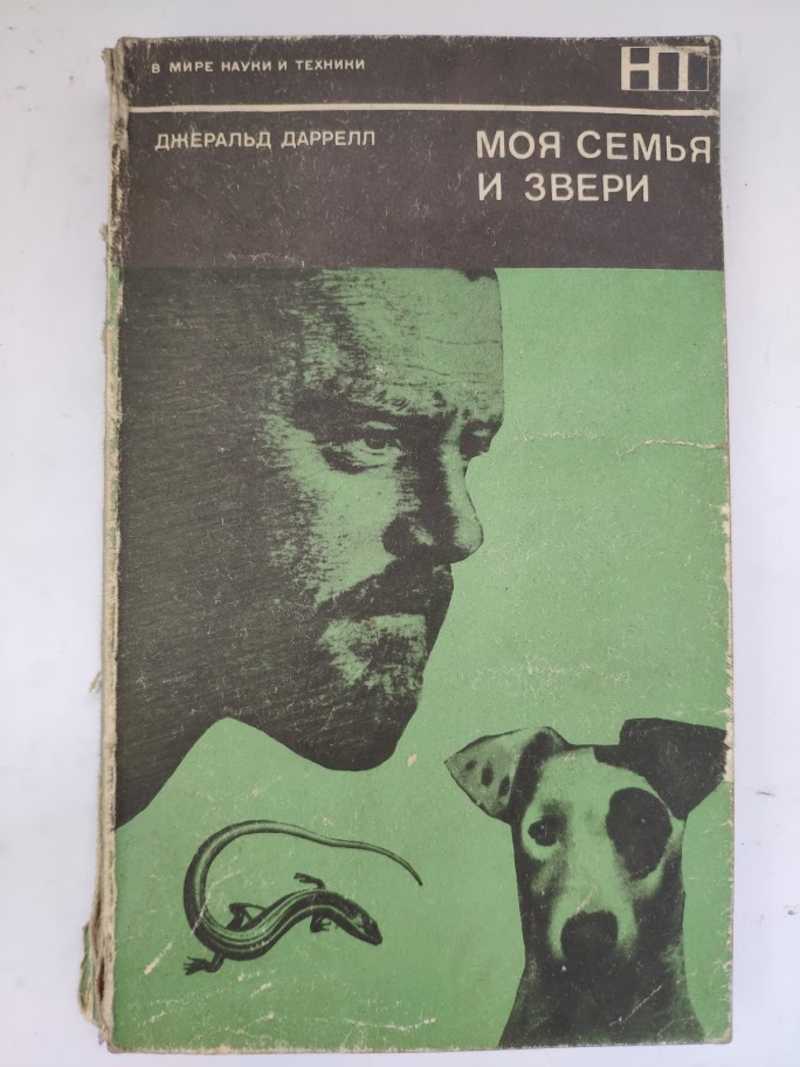 В МИРЕ НАУКИ И ТЕХНИКИ
НТ
ДЖЕРАЛЬД ДАРРЕЛЛ
МОЯ СЕМЬЯ
И ЗВЕРИ